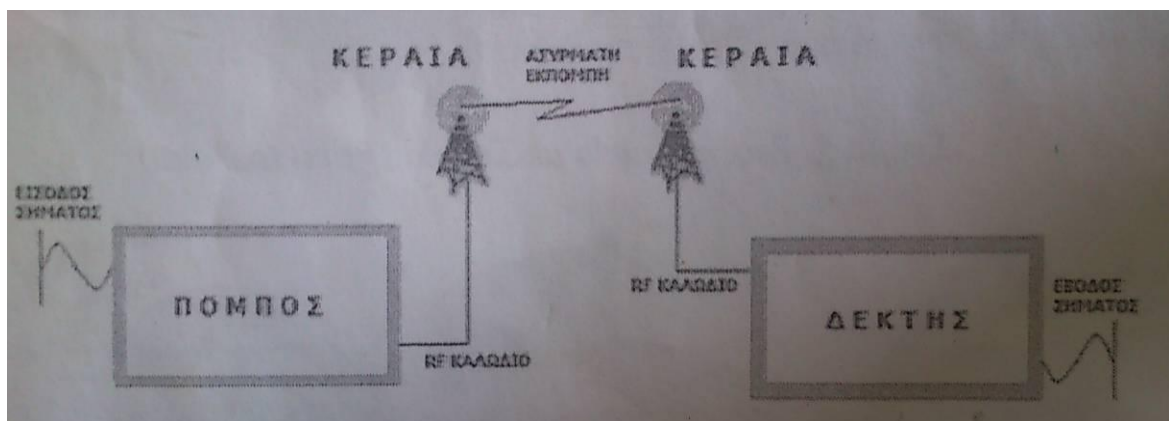 ΚΕΡΑΙΑ
ΑΣΥΡΜΑΤΗ
ΕΚΠΟΜΠΗ
ΚΕΡΑΙΑ
ΕΙΣΟΔΟΣ
ΣΗΜΑΤΟΣ
ΠΟΜΠΟΣ
RF ΚΑΛΩΔΙΟ
RF ΚΑΛΩΔΙΟ
ΔΕΚΤΗΣ
ΕΞΟΔΟΣ
ΣΗΜΑΤΟΣ